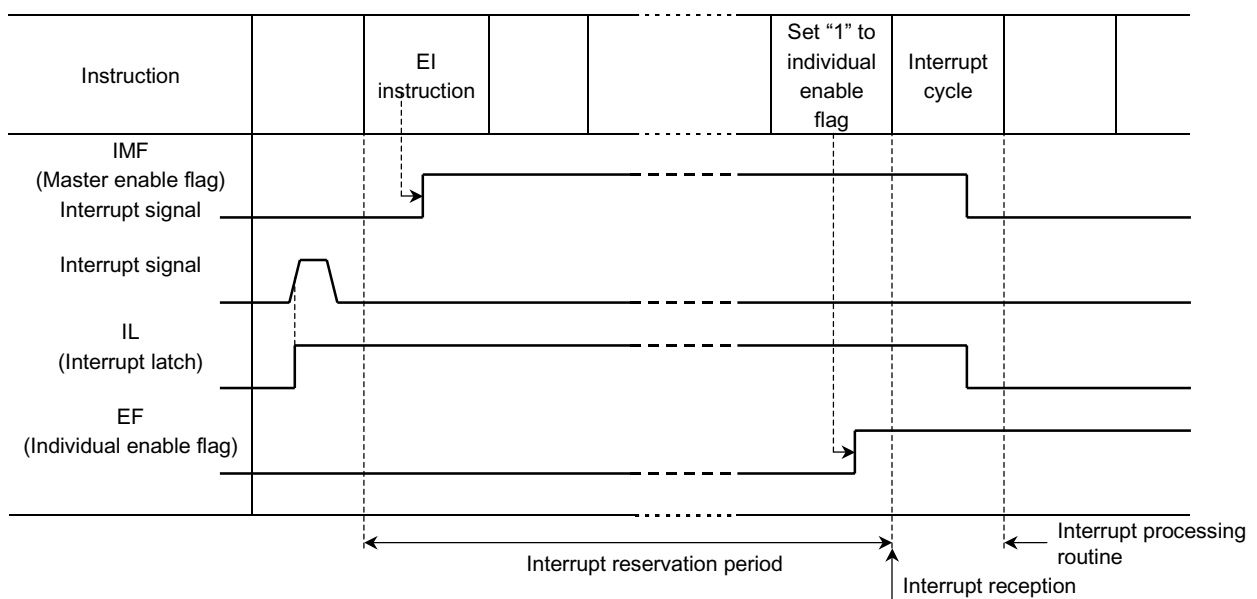 Instruction
EI
instruction
Set “1” to
individual
enable
flag
Interrupt
cycle
IMF
(Master enable flag)
Interrupt signal
Interrupt signal
IL
(Interrupt latch)
EF
(Individual enable flag)
Interrupt reservation period
Interrupt processing
routine
Interrupt reception